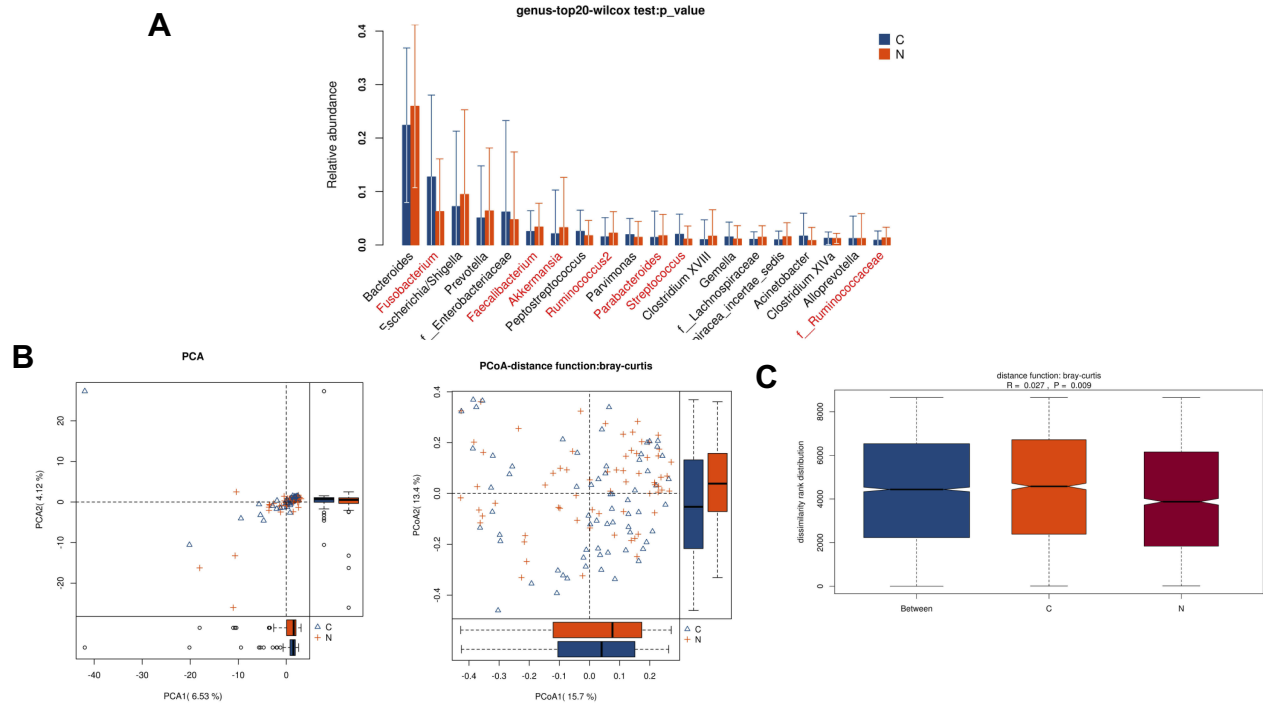 A
genus-top20-wilcox test:p_value
C
N
Relative abundance
0.4
0.3
0.2
0.1
0.0
Bacteroides
Fusobacterium
Escherichia/Shigella
Prevotella
f__Enterobacteriaceae
Faecalibacterium
Akkermansia
Peptostreptococcus
Ruminococcus2
Parvimonas
Parabacteroides
Streptococcus
Clostridium XVIII
Gemella
f__Lachnospiraceae
piracea_incertae_sedis
Acinetobacter
Clostridium XIVa
Alloprevotella
f__Ruminococcaceae
B
PCA
PCA2( 4.12 %)
20
10
0
-10
-20
C
N
-40
-30
-20
-10
0
PCA1( 6.53 %)
PCoA-distance function:bray-curtis
PCoA2( 13.4 %)
0.4
0.2
0.0
-0.2
-0.4
C
N
-0.4
-0.3
-0.2
-0.1
0.0
0.1
0.2
PCoA1( 15.7 %)
C
distance function: bray-curtis
R = 0.027 , P = 0.009
dissimilarity rank distribution
8000
6000
4000
2000
0
Between
C
N